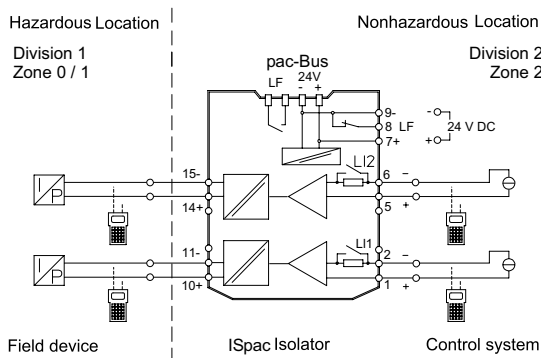 Hazardous Location
Nonhazardous Location
Division 1
Zone 0 / 1
Division 2
Zone 2
pac-Bus
LF - 24V +
9-
8 LF
7+
- 24 V DC
+
LI2
15-
14+
6 –
5 +
I P
LI1
11-
10+
2 –
1 +
I P
Field device
ISpac Isolator
Control system